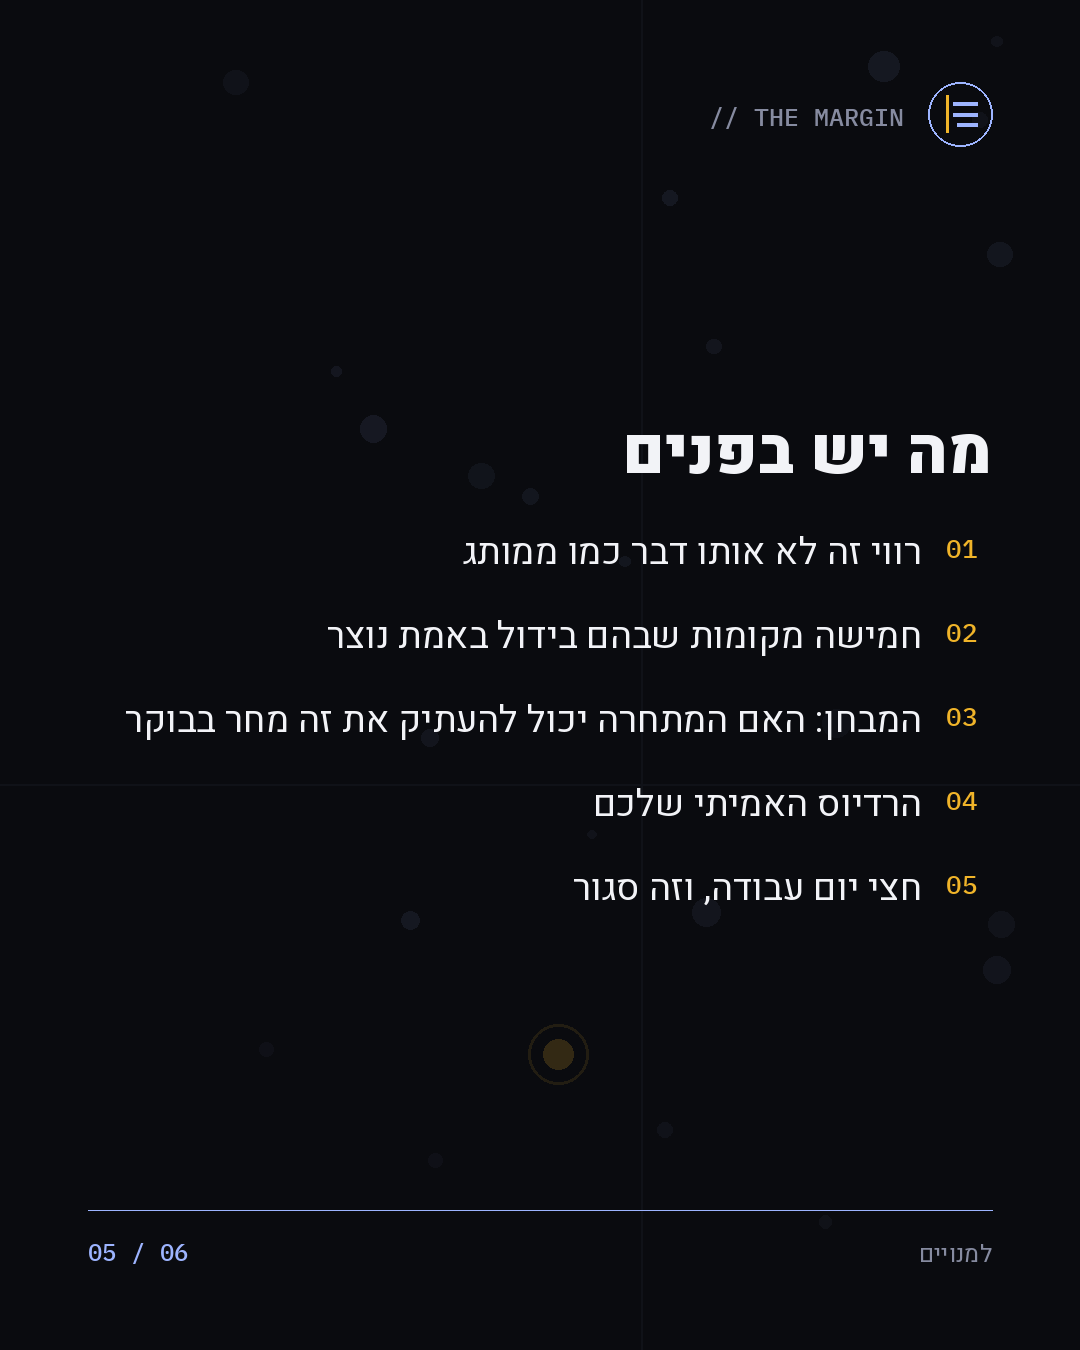 // THE MARGIN
מה יש בפנים
01 רווי זה לא אותו דבר כמו ממותג
02 חמישה מקומות שבהם בידול באמת נוצר
03 המבחן: האם המתחרה יכול להעתיק את זה מחר בבוקר
04 הרדיוס האמיתי שלכם
05 חצי יום עבודה, וזה סגור
למנויים
05 / 06